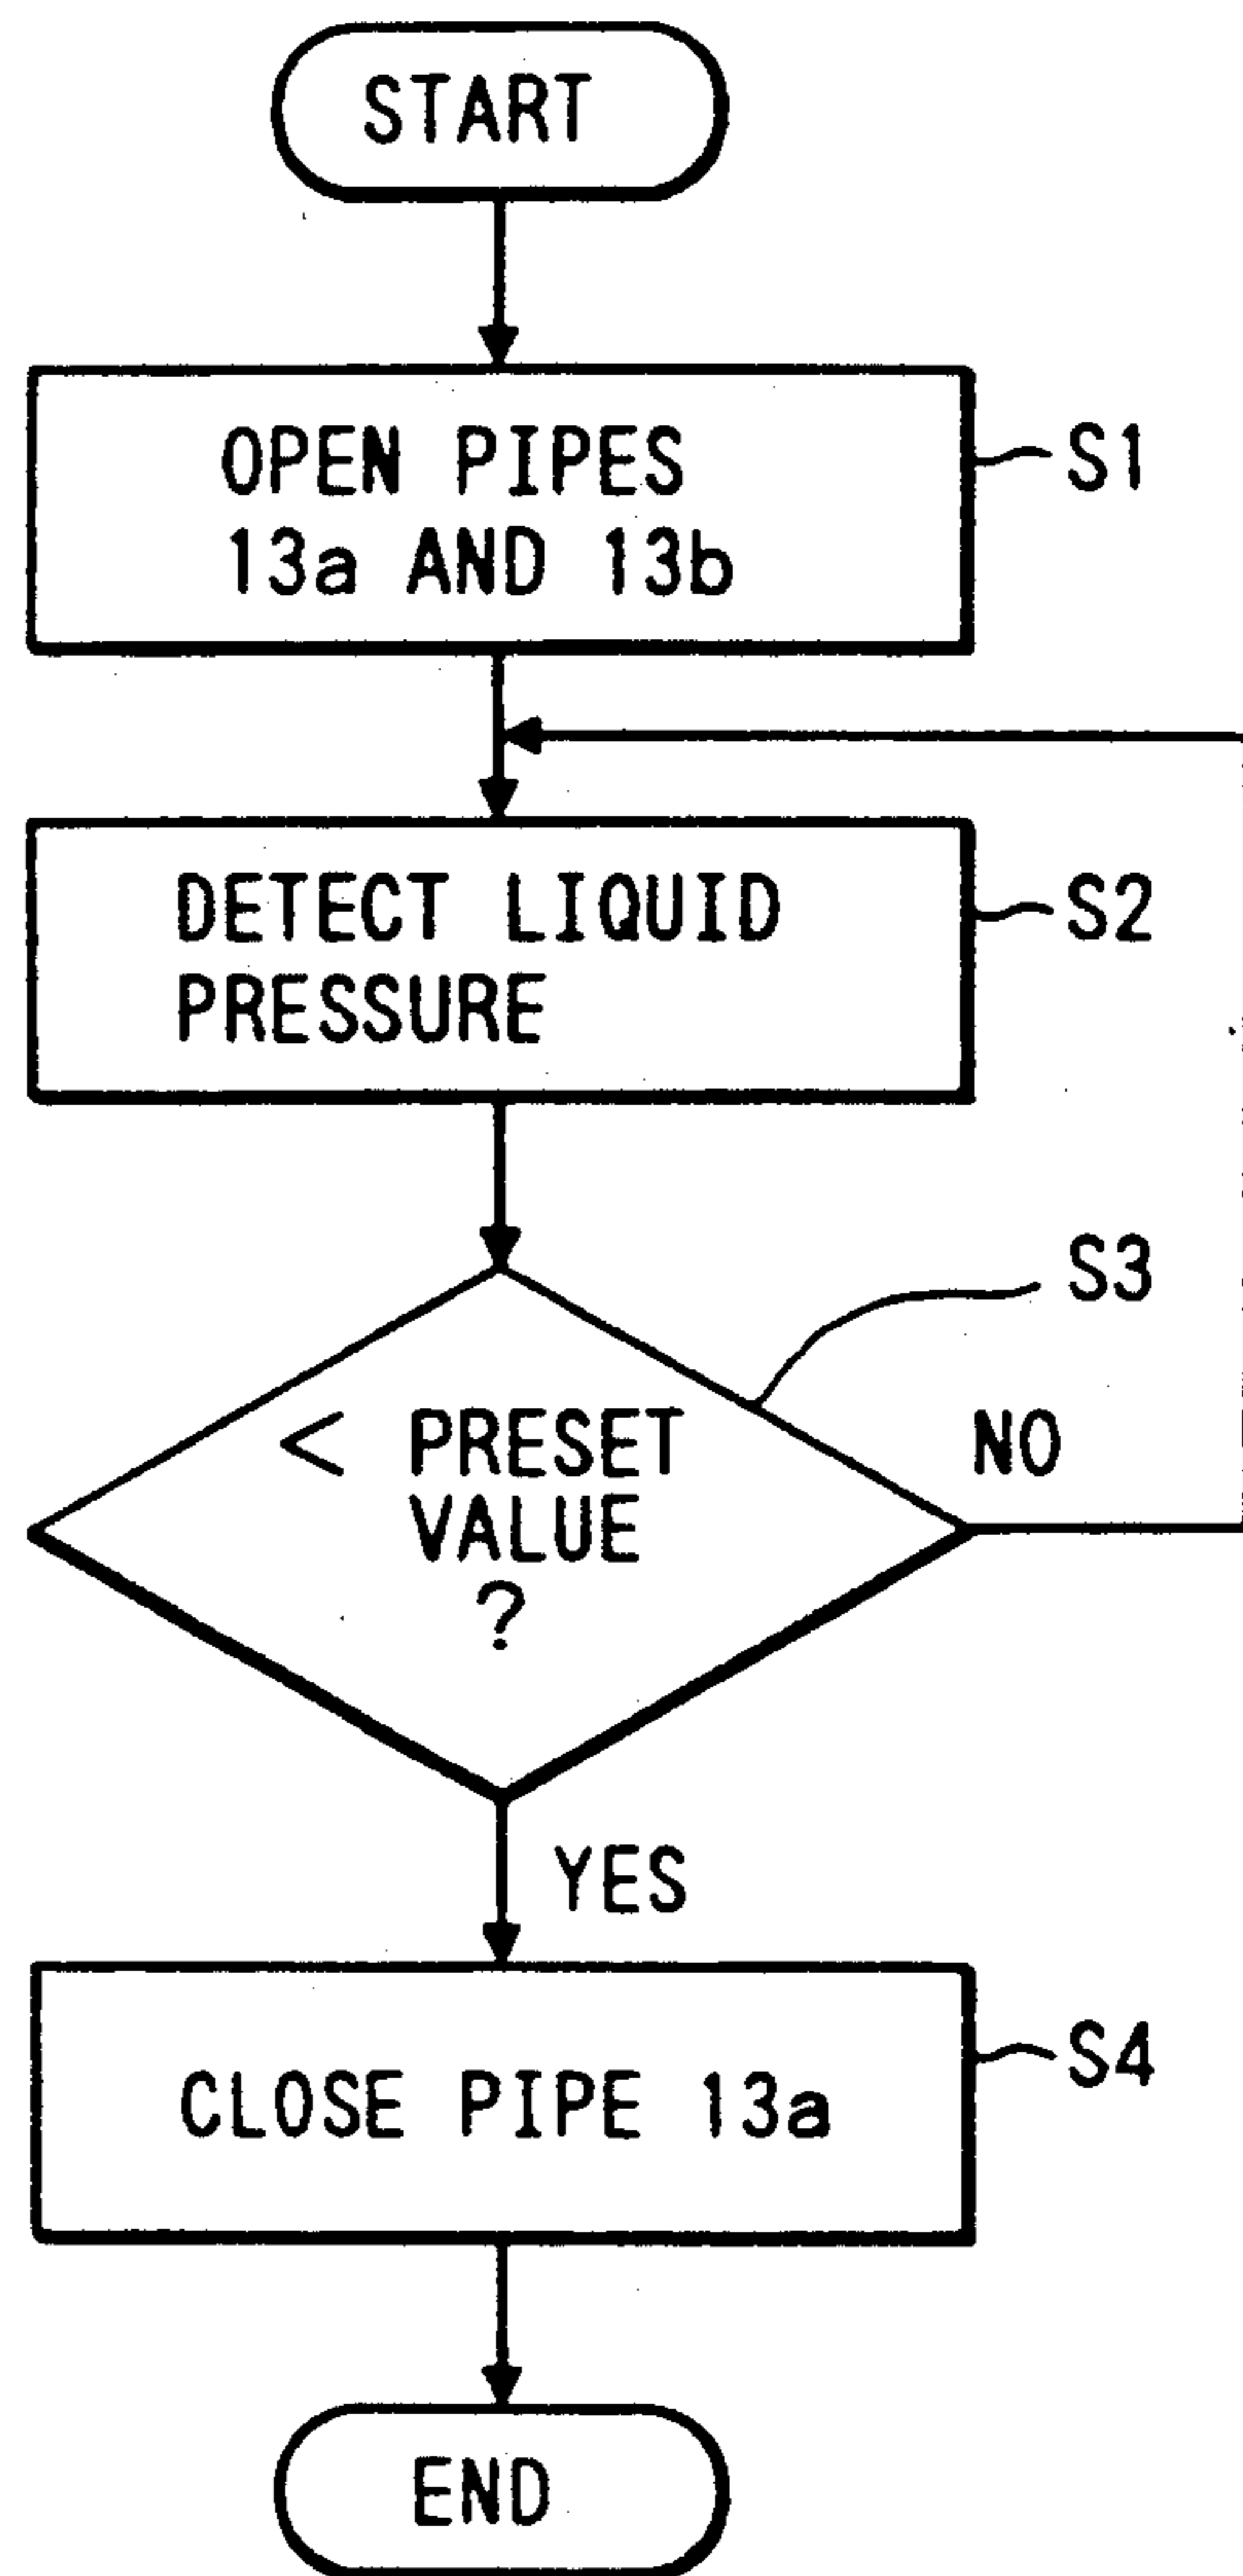 START
OPEN PIPES
13a AND 13b
S1
DETECT LIQUID
PRESSURE
S2
S3
< PRESET
VALUE
?
NO
YES
CLOSE PIPE 13a
S4
END